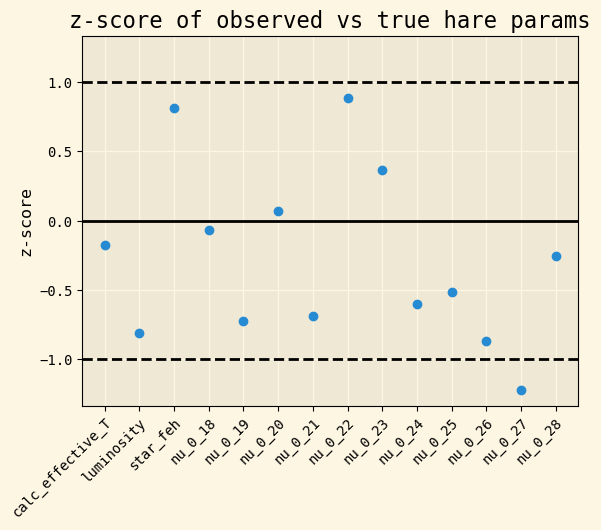 z-score of observed vs true hare params
z-score
1.0
0.5
0.0
−0.5
−1.0
calc_effective_T
luminosity
star_feh
nu_0_18
nu_0_19
nu_0_20
nu_0_21
nu_0_22
nu_0_23
nu_0_24
nu_0_25
nu_0_26
nu_0_27
nu_0_28